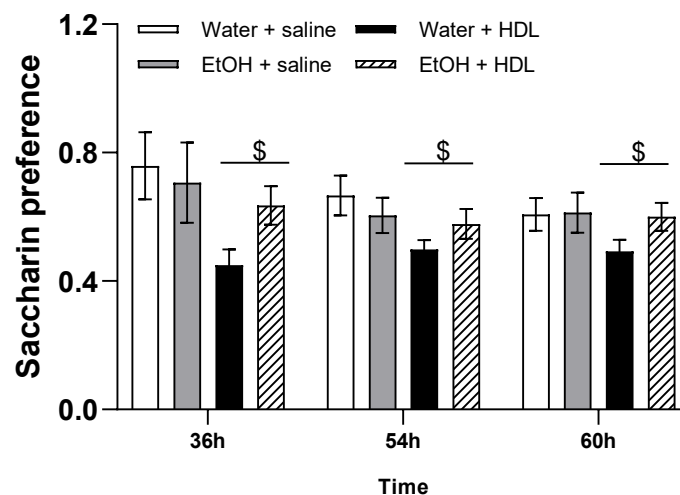 1.2
Water + saline
Water + HDL
EtOH + saline
EtOH + HDL
Saccharin preference
0.8
$
$
$
0.4
0.0
36h
54h
60h
Time